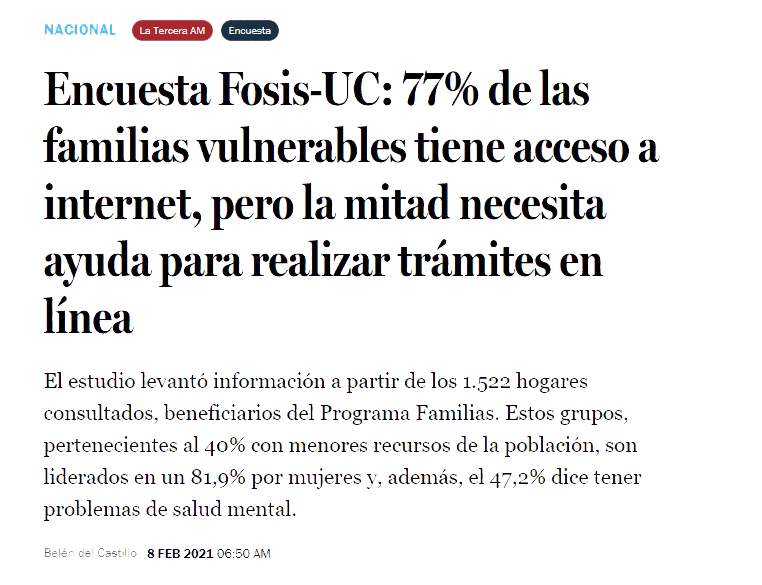 NACIONAL La Tercera AM Encuesta
Encuesta Fosis-UC: 77% de las
familias vulnerables tiene acceso a
internet, pero la mitad necesita
ayuda para realizar trámites en
línea
El estudio levantó información a partir de los 1.522 hogares
consultados, beneficiarios del Programa Familias. Estos grupos,
pertenecientes al 40% con menores recursos de la población, son
liderados en un 81,9% por mujeres y, además, el 47,2% dice tener
problemas de salud mental.
Belén del Castillo 8 FEB 2021 06:50 AM